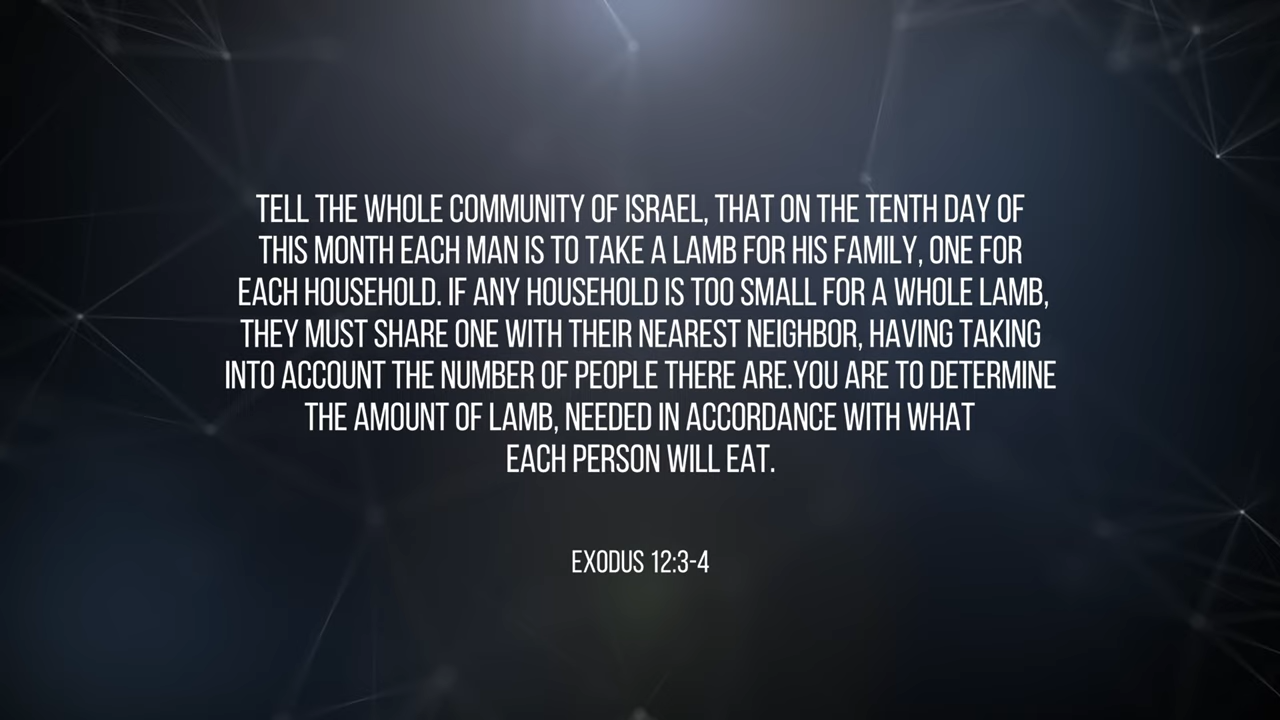 TELL THE WHOLE COMMUNITY OF ISRAEL, THAT ON THE TENTH DAY OF
THIS MONTH EACH MAN IS TO TAKE A LAMB FOR HIS FAMILY, ONE FOR
EACH HOUSEHOLD. IF ANY HOUSEHOLD IS TOO SMALL FOR A WHOLE LAMB,
THEY MUST SHARE ONE WITH THEIR NEAREST NEIGHBOR, HAVING TAKING
INTO ACCOUNT THE NUMBER OF PEOPLE THERE ARE.YOU ARE TO DETERMINE
THE AMOUNT OF LAMB, NEEDED IN ACCORDANCE WITH WHAT
EACH PERSON WILL EAT.
EXODUS 12:3-4